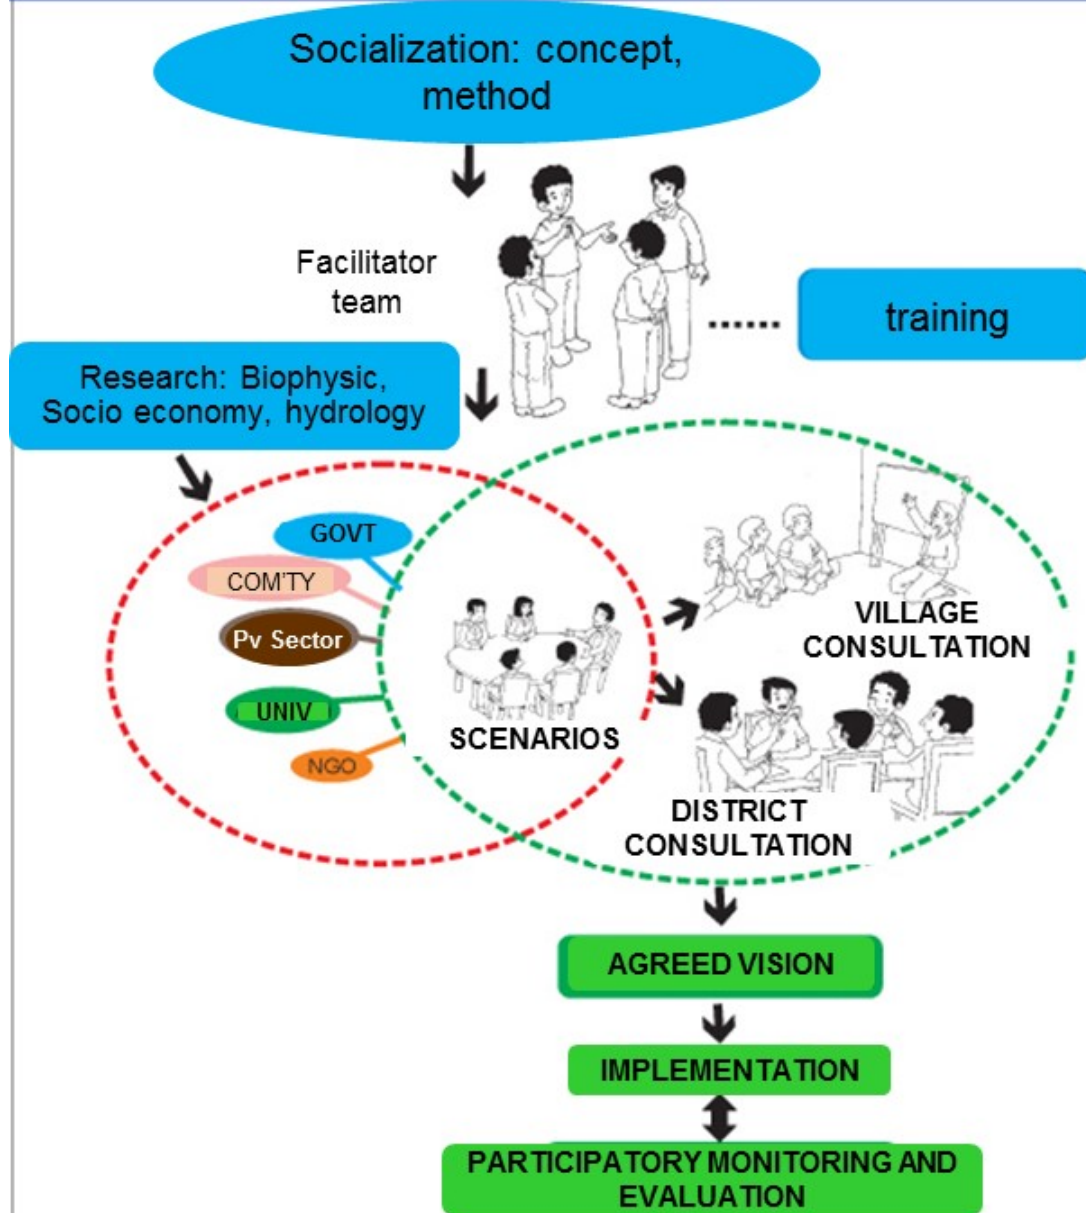 Socialization: concept,
method
Facilitator
team
training
Research: Biophysic,
Socio economy, hydrology
GOVT
COM'TY
Pv Sector
UNIV
NGO
SCENARIOS
VILLAGE
CONSULTATION
DISTRICT
CONSULTATION
AGREED VISION
IMPLEMENTATION
PARTICIPATORY MONITORING AND
EVALUATION